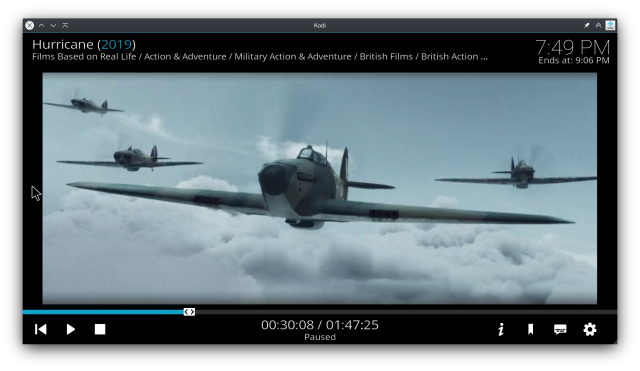 Kodi
Hurricane (2019)
7:49 PM
Films Based on Real Life / Action & Adventure / Military Action & Adventure / British Films / British Action ...
Ends at: 9:06 PM
00:30:08 / 01:47:25
Paused